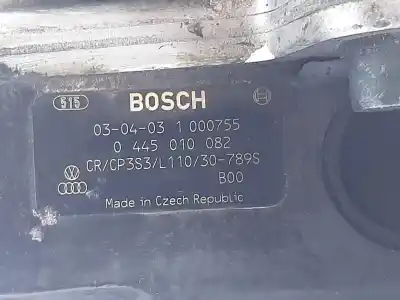 515 BOSCH
03-04-03 1 000755
0 445 010 082
CR/CP3S3/L110/30-789S
B00
Made in Czech Republic